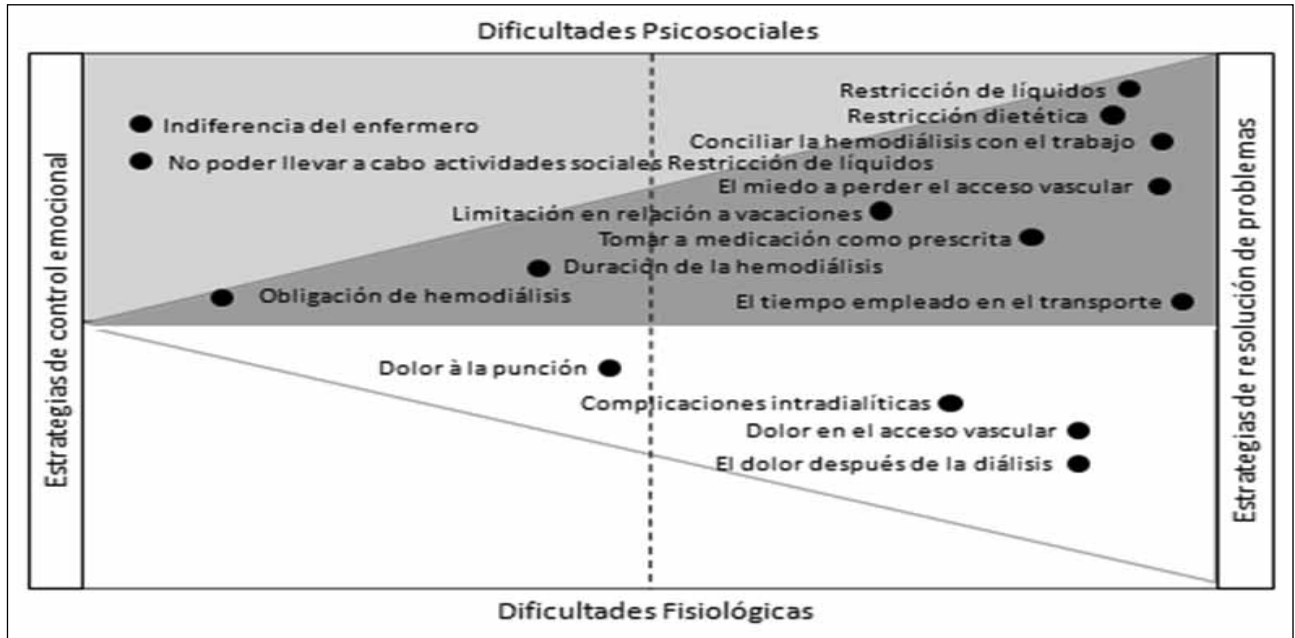 Dificultades Psicosociales
Estrategias de control emocional
Estrategias de resolución de problemas
Restricción de líquidos
Indiferencia del enfermero
Restricción dietética
Conciliar la hemodiálisis con el trabajo
No poder llevar a cabo actividades sociales Restricción de líquidos
El miedo a perder el acceso vascular
Limitación en relación a vacaciones
Tomar a medicación como prescrita
Duración de la hemodiálisis
Obligación de hemodiálisis
El tiempo empleado en el transporte
Dolor à la punción
Complicaciones intradialíticas
Dolor en el acceso vascular
El dolor después de la diálisis
Dificultades Fisiológicas